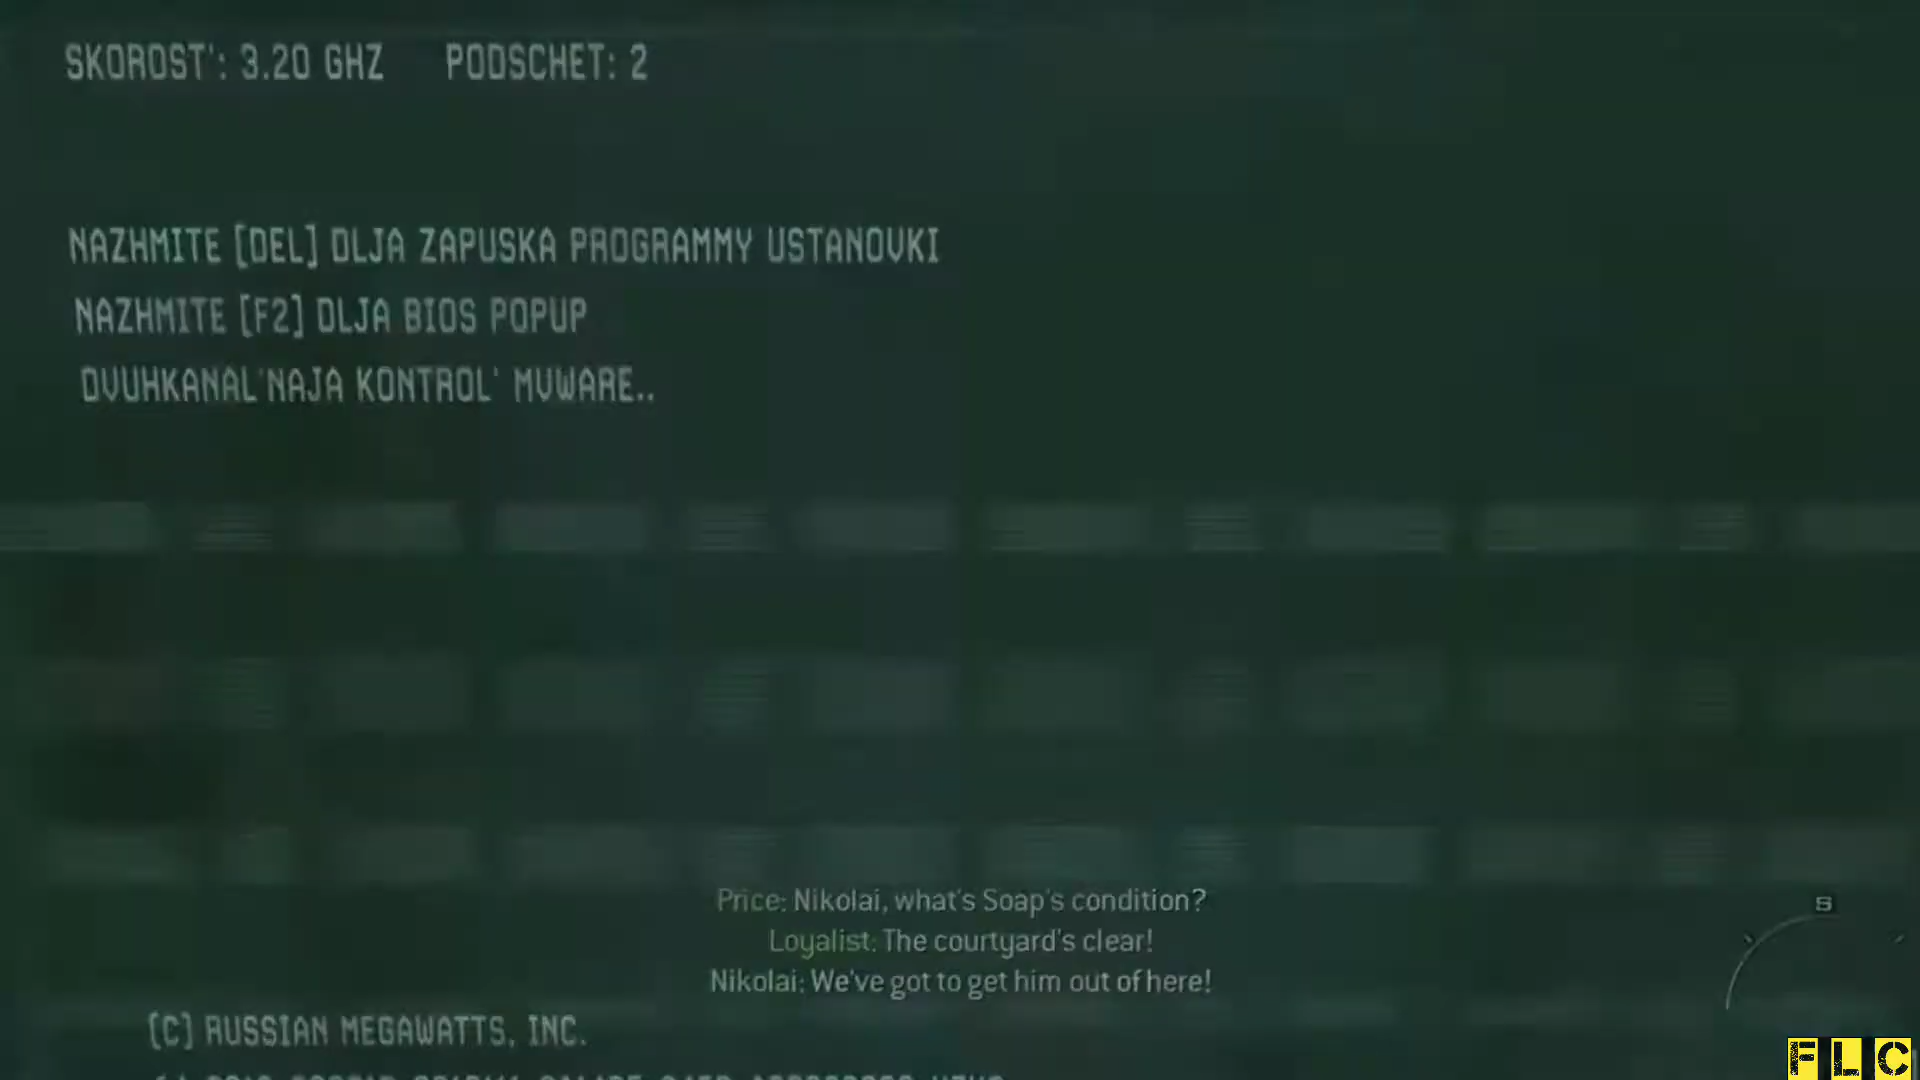 SKOROST': 3.20 GHZ PODSCHET: 2
NAZHMITE [DEL] DLJA ZAPUSKA PROGRAMMY USTANOVKI
NAZHMITE [F2] DLJA BIOS POPUP
DVUHKANAL'NAJA KONTROL' MVWARE..
Price: Nikolai, what's Soap's condition?
Loyalist: The courtyard's clear!
Nikolai: We've got to get him out of here!
S
(C) RUSSIAN MEGAWATTS, INC.
FLC